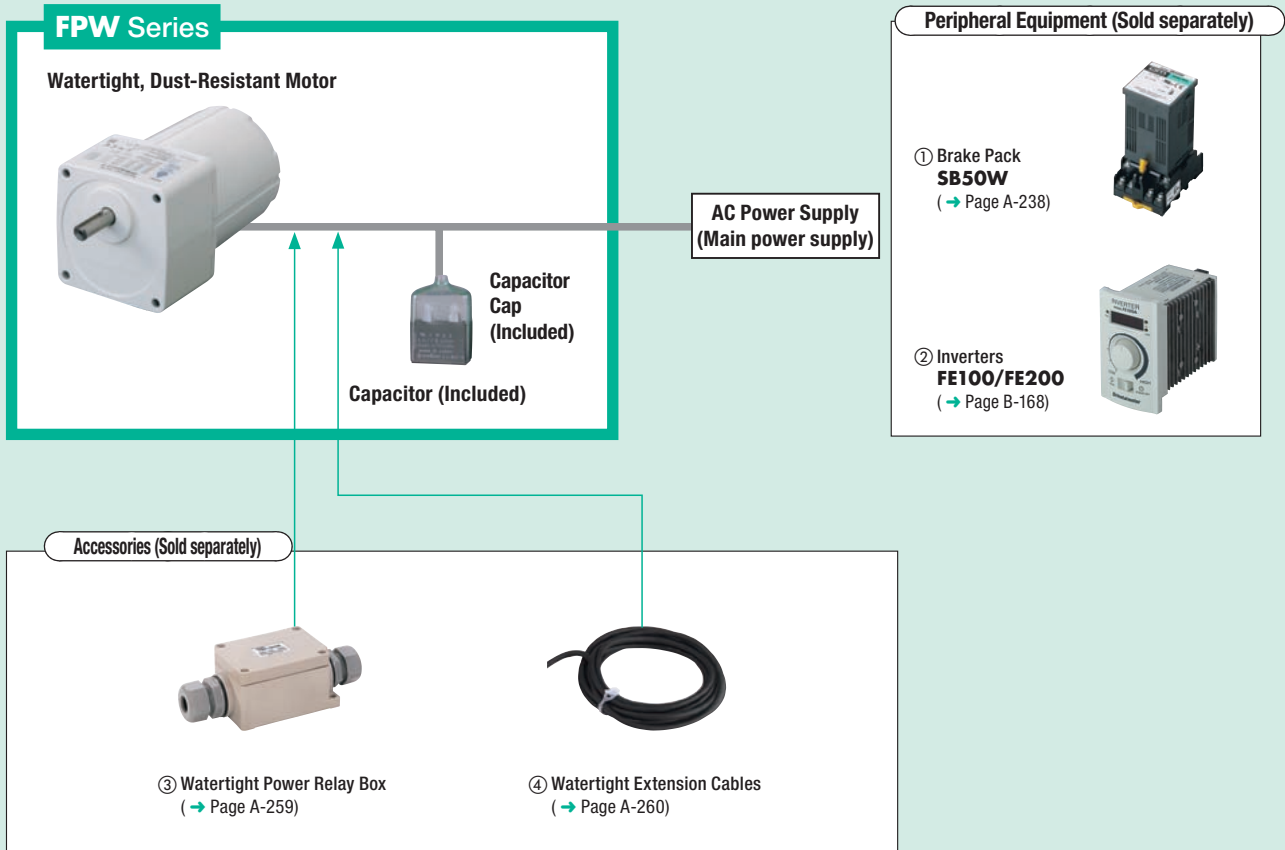 FPW Series
Watertight, Dust-Resistant Motor
Capacitor
Cap
(Included)
Capacitor (Included)
AC Power Supply
(Main power supply)
Peripheral Equipment (Sold separately)
① Brake Pack
SB50W
( ➜ Page A-238)
② Inverters
FE100/FE200
( ➜ Page B-168)
INVERTER
Accessories (Sold separately)
③ Watertight Power Relay Box
( ➜ Page A-259)
④ Watertight Extension Cables
( ➜ Page A-260)